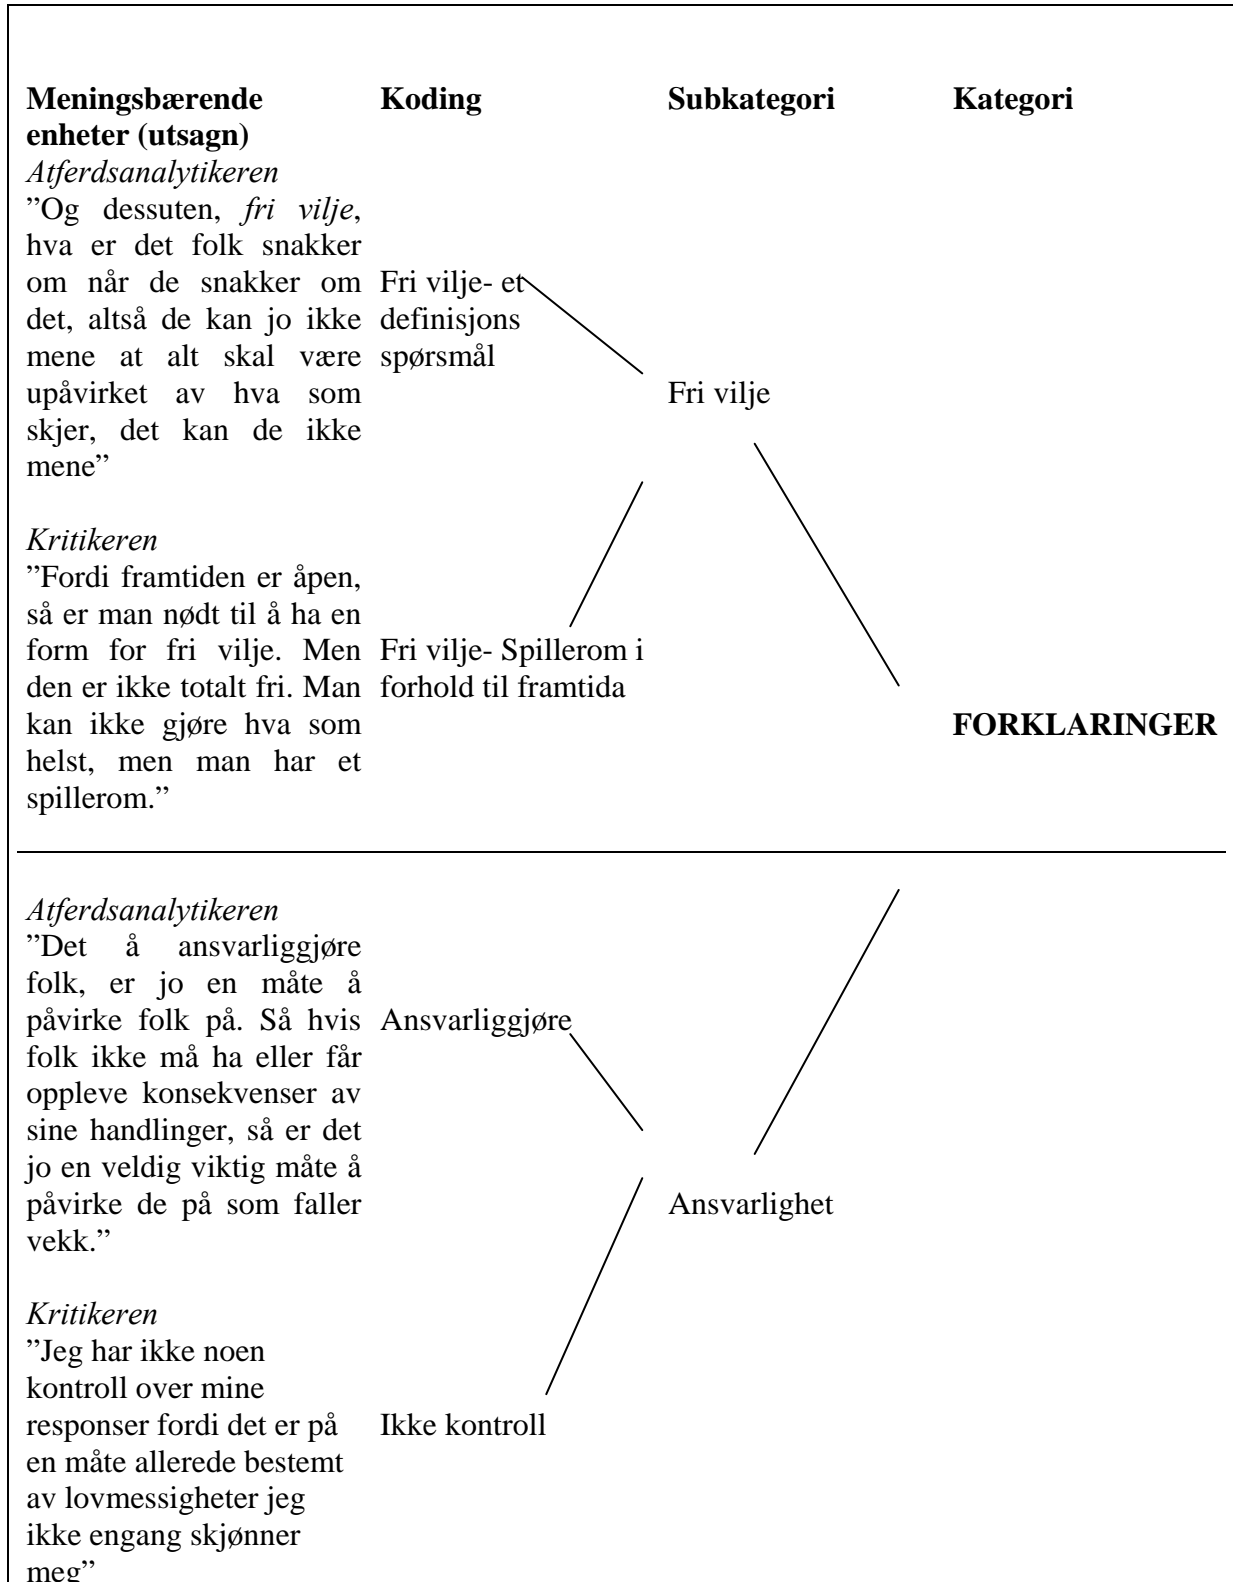 Meningsbærende enheter (utsagn) Koding Subkategori Kategori
Atferdsanalytikeren
”Og dessuten, fri vilje,
hva er det folk snakker
om når de snakker om
det, altså de kan jo ikke
mene at alt skal være
upåvirket av hva som
skjer, det kan de ikke
mene”
Fri vilje- et
definisjons
spørsmål
Fri vilje
Kritikeren
”Fordi framtiden er åpen,
så er man nødt til å ha en
form for fri vilje. Men
den er ikke totalt fri. Man
kan ikke gjøre hva som
helst, men man har et
spillerom.”
Fri vilje- Spillerom i
forhold til framtida
FORKLARINGER
Atferdsanalytikeren
”Det å ansvarliggjøre
folk, er jo en måte å
påvirke folk på. Så hvis
folk ikke må ha eller får
oppleve konsekvenser av
sine handlinger, så er det
jo en veldig viktig måte å
påvirke de på som faller
vekk.”
Ansvarliggjøre
Ansvarlighet
Kritikeren
”Jeg har ikke noen
kontroll over mine
responser fordi det er på
en måte allerede bestemt
av lovmessigheter jeg
ikke engang skjønner
meg”
Ikke kontroll